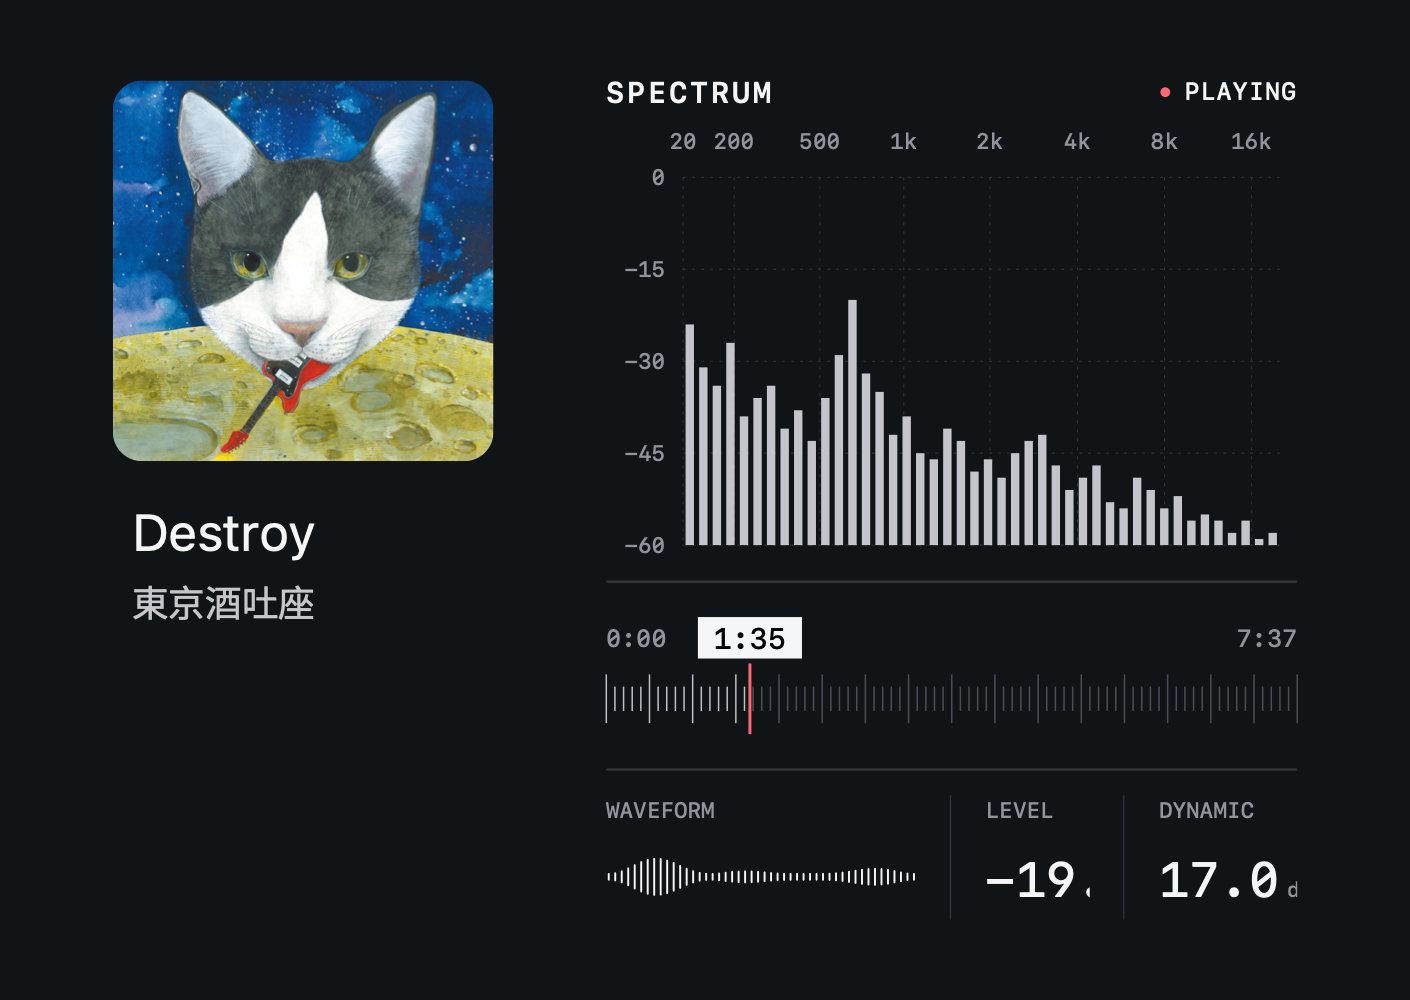 Destroy
東京酒吐座
SPECTRUM
PLAYING
20 200 500 1k 2k 4k 8k 16k
0
−15
−30
−45
−60
0:00 1:35 7:37
WAVEFORM
LEVEL
−19.
DYNAMIC
17.0 d